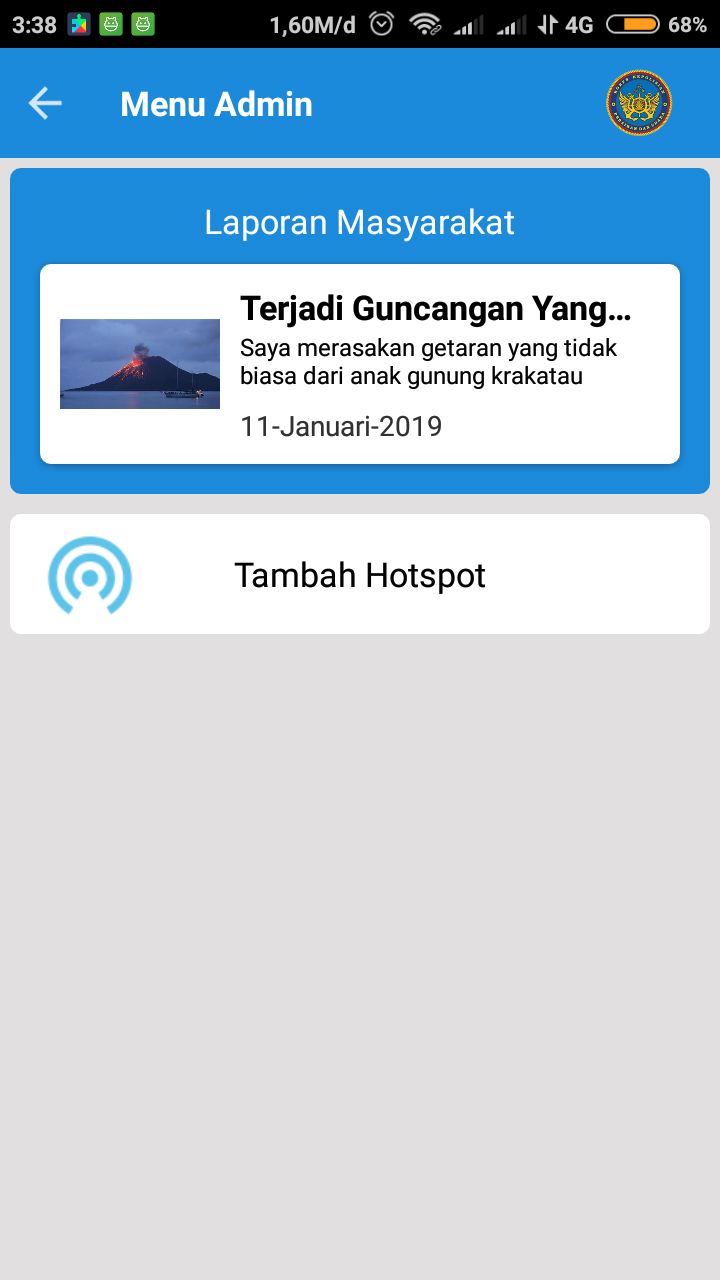 3:38 1,60M/d 4G 68%
Menu Admin
Laporan Masyarakat
Terjadi Guncangan Yang...
Saya merasakan getaran yang tidak
biasa dari anak gunung krakatau
11-Januari-2019
Tambah Hotspot